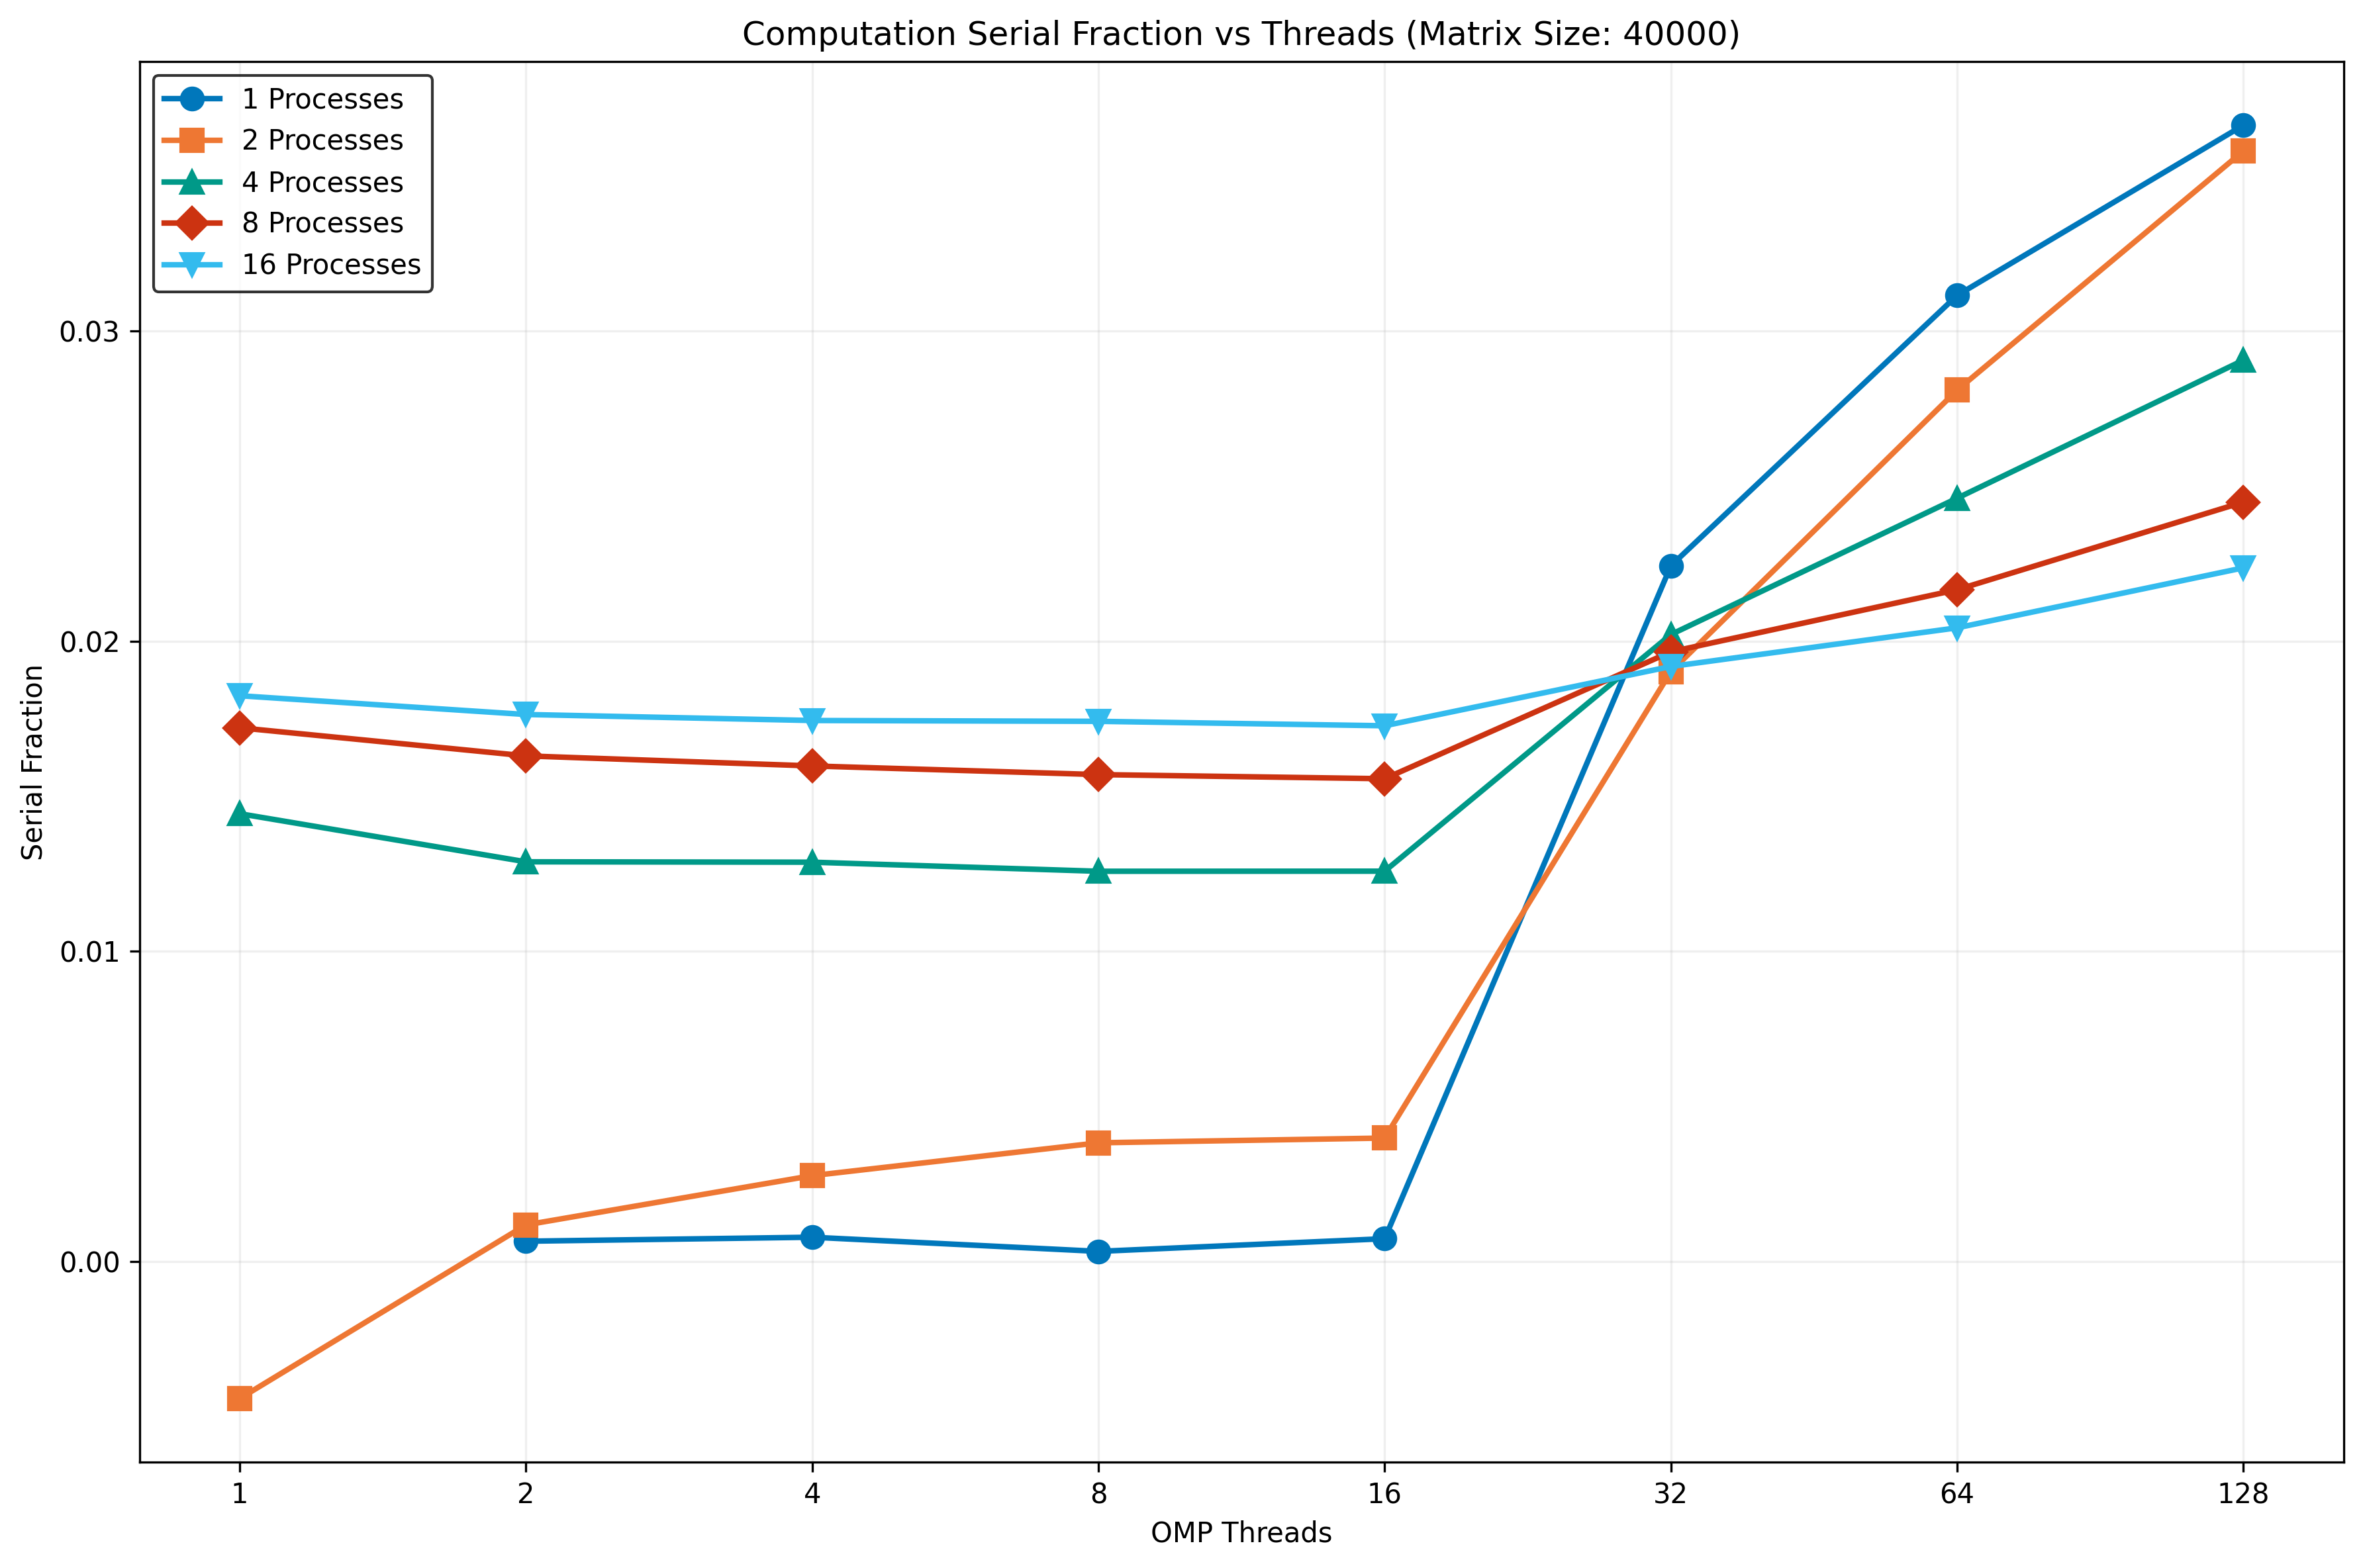 Computation Serial Fraction vs Threads (Matrix Size: 40000)
1 Processes
2 Processes
4 Processes
8 Processes
16 Processes
Serial Fraction
0.03
0.02
0.01
0.00
1 2 4 8 16 32 64 128
OMP Threads